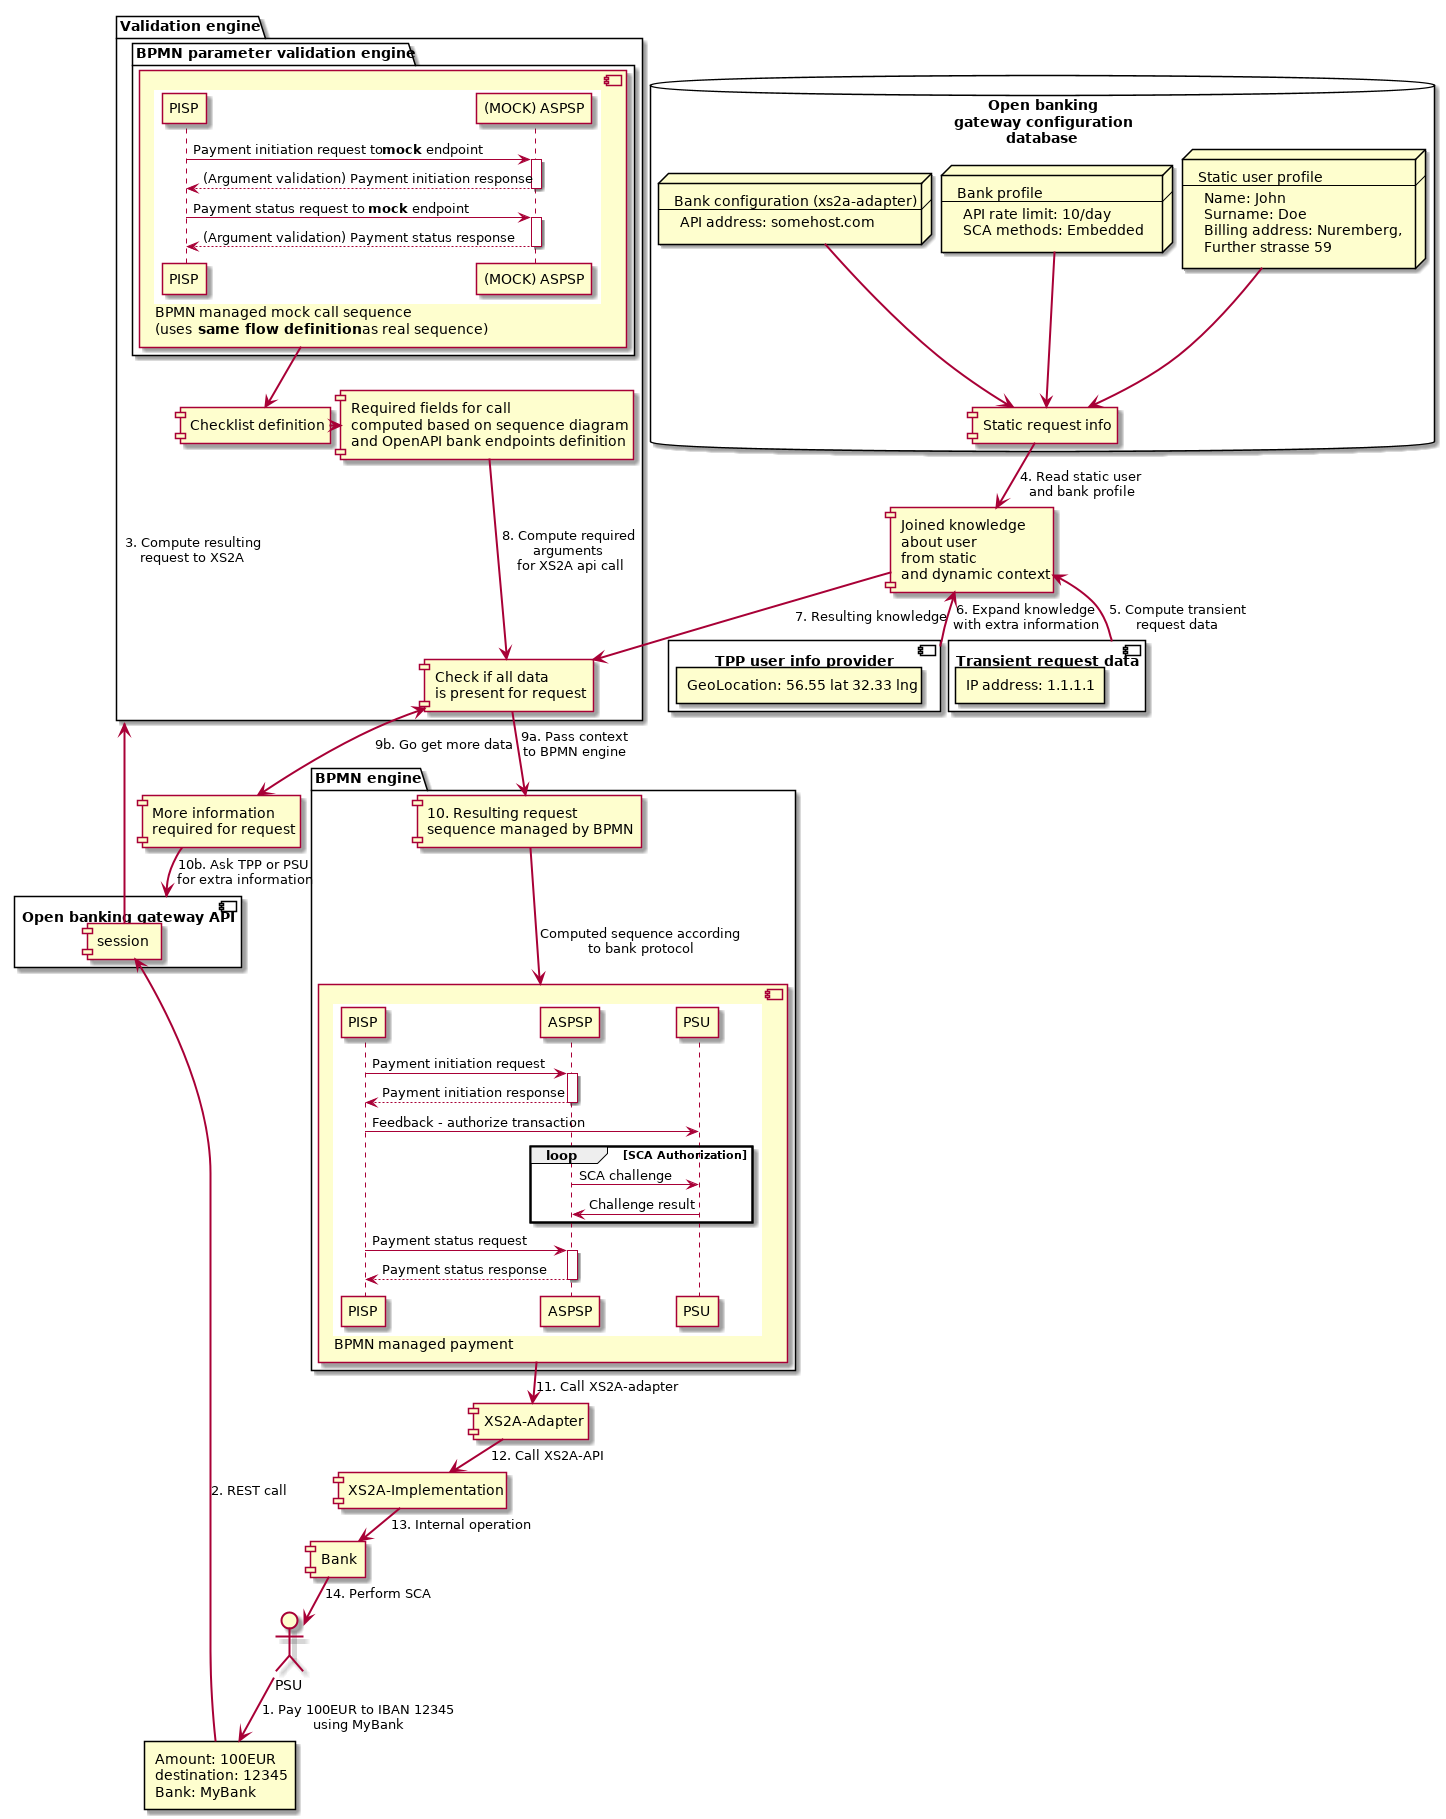 Validation engine
BPMN parameter validation engine
PISP
(MOCK) ASPSP
Payment initiation request to mock endpoint
(Argument validation) Payment initiation response
Payment status request to mock endpoint
(Argument validation) Payment status response
PISP
(MOCK) ASPSP
BPMN managed mock call sequence
(uses same flow definition as real sequence)
Checklist definition
Required fields for call
computed based on sequence diagram
and OpenAPI bank endpoints definition
Open banking
gateway configuration
database
Bank configuration (xs2a-adapter)
API address: somehost.com
Bank profile
API rate limit: 10/day
SCA methods: Embedded
Static user profile
Name: John
Surname: Doe
Billing address: Nuremberg,
Further strasse 59
Static request info
4. Read static user
and bank profile
Joined knowledge
about user
from static
and dynamic context
3. Compute resulting
request to XS2A
8. Compute required
arguments
for XS2A api call
7. Resulting knowledge
6. Expand knowledge
with extra information
5. Compute transient
request data
TPP user info provider
GeoLocation: 56.55 lat 32.33 lng
Transient request data
IP address: 1.1.1.1
Check if all data
is present for request
9b. Go get more data
9a. Pass context
to BPMN engine
More information
required for request
10b. Ask TPP or PSU
for extra information
Open banking gateway API
session
BPMN engine
10. Resulting request
sequence managed by BPMN
Computed sequence according
to bank protocol
PISP
ASPSP
PSU
Payment initiation request
Payment initiation response
Feedback - authorize transaction
loop
[SCA Authorization]
SCA challenge
Challenge result
Payment status request
Payment status response
PISP
ASPSP
PSU
BPMN managed payment
11. Call XS2A-adapter
XS2A-Adapter
12. Call XS2A-API
XS2A-Implementation
2. REST call
13. Internal operation
Bank
14. Perform SCA
PSU
1. Pay 100EUR to IBAN 12345
using MyBank
Amount: 100EUR
destination: 12345
Bank: MyBank